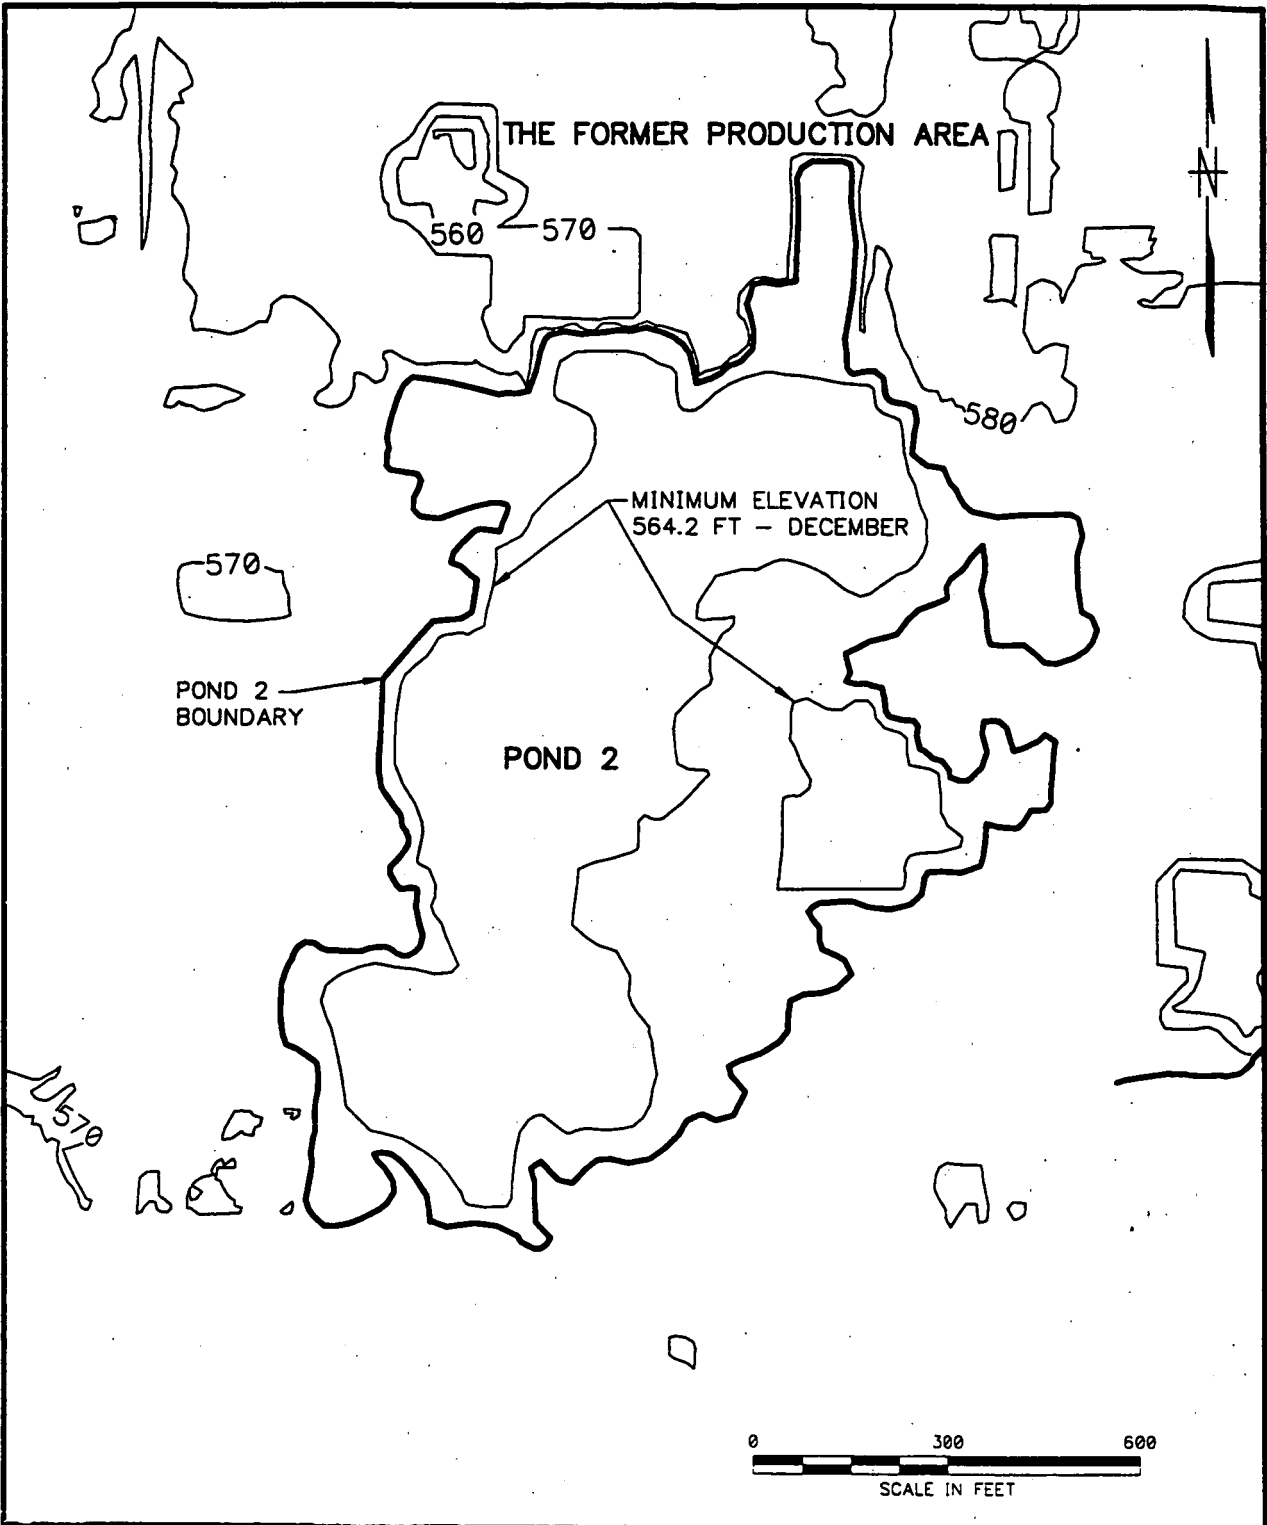 THE FORMER PRODUCTION AREA
N
560
570
580
MINIMUM ELEVATION
564.2 FT – DECEMBER
570
POND 2
BOUNDARY
POND 2
570
0 300 600
SCALE IN FEET